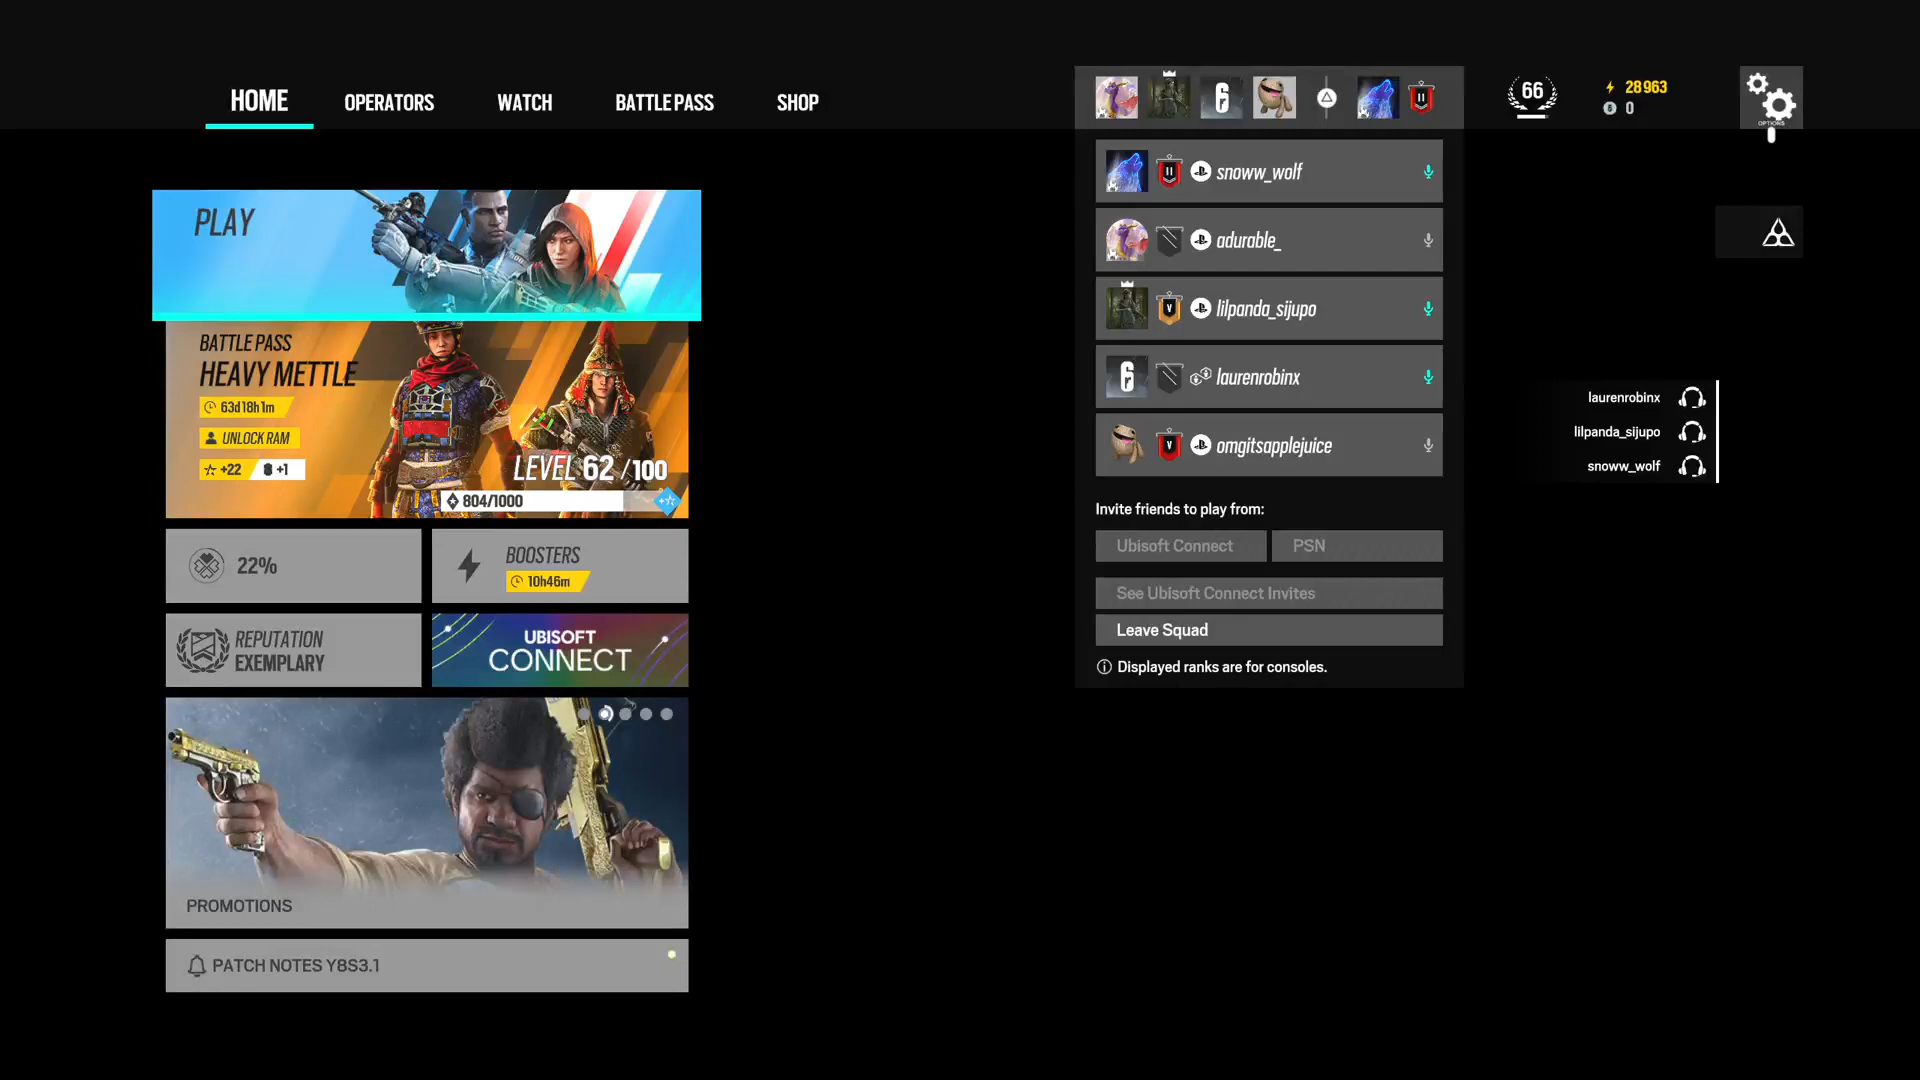 HOME OPERATORS WATCH BATTLE PASS SHOP
66
28963
0
OPTIONS
PLAY
BATTLE PASS
HEAVY METTLE
63d18h1m
UNLOCK RAM
+22 +1
LEVEL 62 /100
804/1000
22%
BOOSTERS
10h46m
REPUTATION
EXEMPLARY
UBISOFT
CONNECT
PROMOTIONS
PATCH NOTES Y8S3.1
snoww_wolf
adurable_
lilpanda_sijupo
laurenrobinx
omgitsapplejuice
Invite friends to play from:
Ubisoft Connect PSN
See Ubisoft Connect Invites
Leave Squad
Displayed ranks are for consoles.
laurenrobinx
lilpanda_sijupo
snoww_wolf